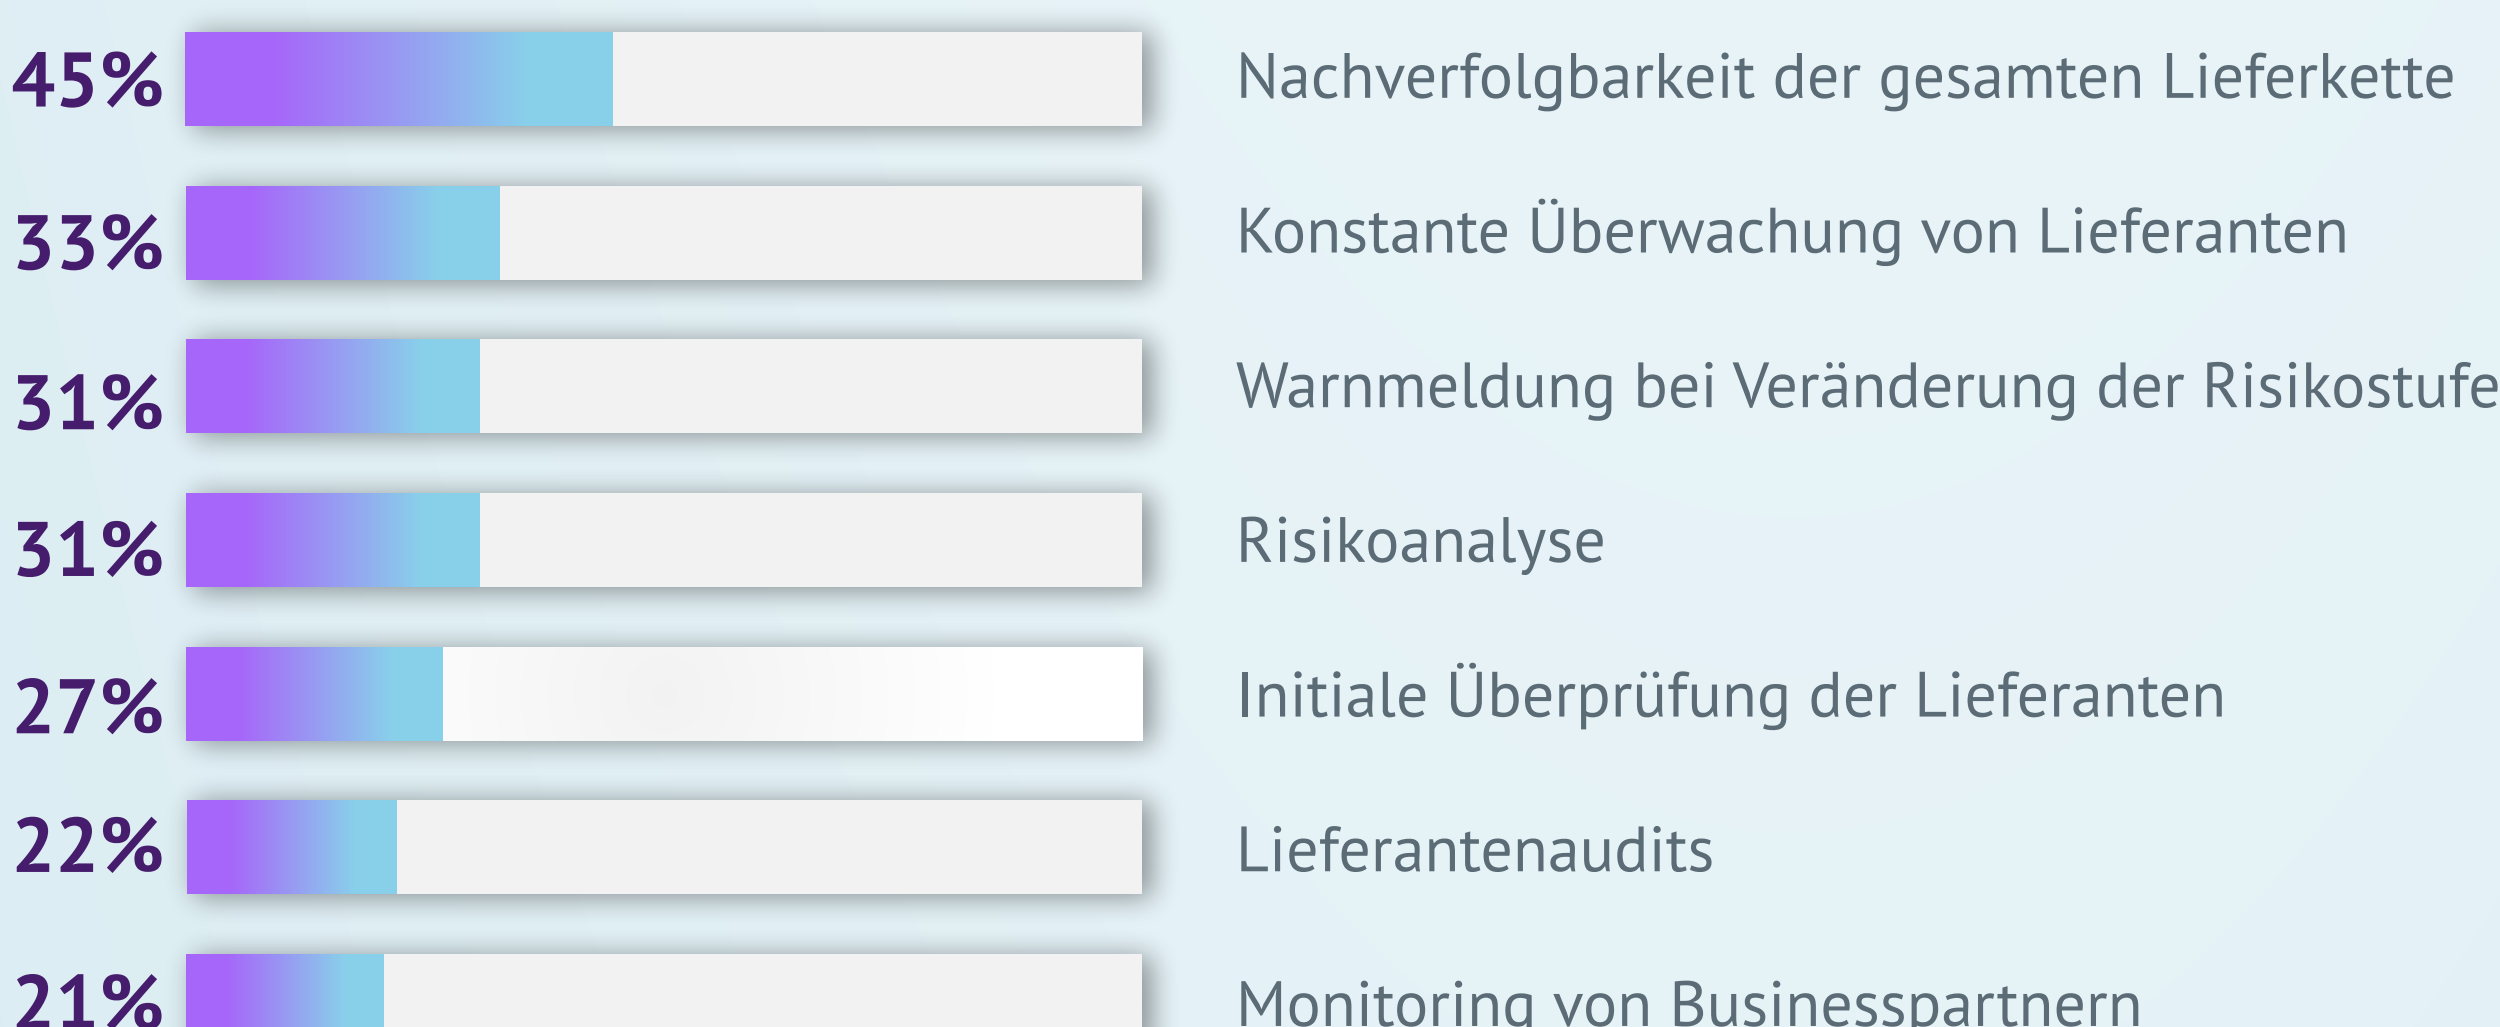 45% Nachverfolgbarkeit der gesamten Lieferkette
33% Konstante Überwachung von Lieferanten
31% Warnmeldung bei Veränderung der Risikostufe
31% Risikoanalyse
27% Initiale Überprüfung der Lieferanten
22% Lieferantenaudits
21% Monitoring von Businesspartnern